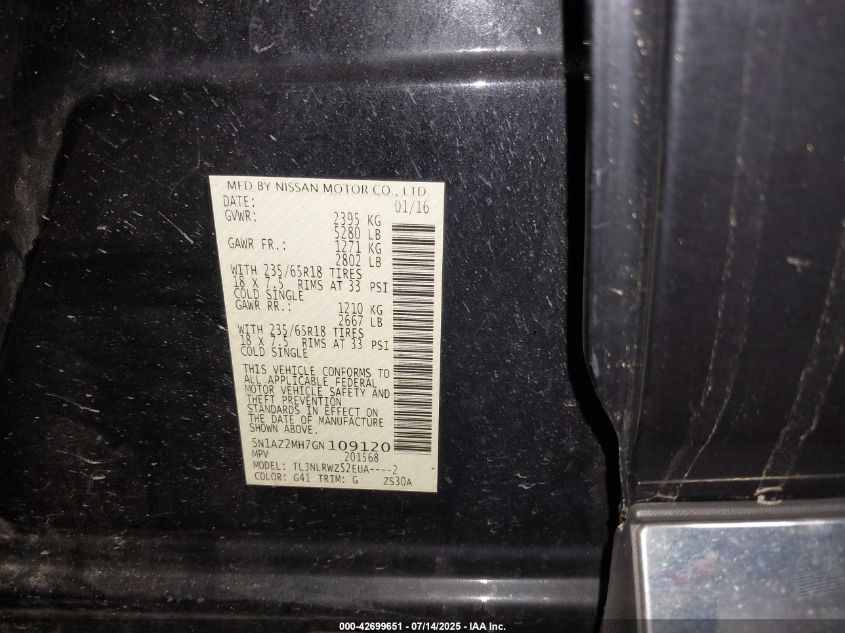 MFD BY NISSAN MOTOR CO., LTD.
DATE: 01/16
GVWR: 2395 KG
5280 LB
GAWR FR.: 1271 KG
2802 LB
WITH 235/65R18 TIRES
18 X 7.5 RIMS AT 33 PSI
COLD SINGLE
GAWR RR.: 1210 KG
2667 LB
WITH 235/65R18 TIRES
18 X 7.5 RIMS AT 33 PSI
COLD SINGLE
THIS VEHICLE CONFORMS TO
ALL APPLICABLE FEDERAL
MOTOR VEHICLE SAFETY AND
THEFT PREVENTION
STANDARDS IN EFFECT ON
THE DATE OF MANUFACTURE
SHOWN ABOVE.
5N1AZ2MH7GN109120
MPV 201568
MODEL: TLJNLRWZS2EUA----2
COLOR: G41 TRIM: G ZS30A
000-42699651 - 07/14/2025 - IAA Inc.